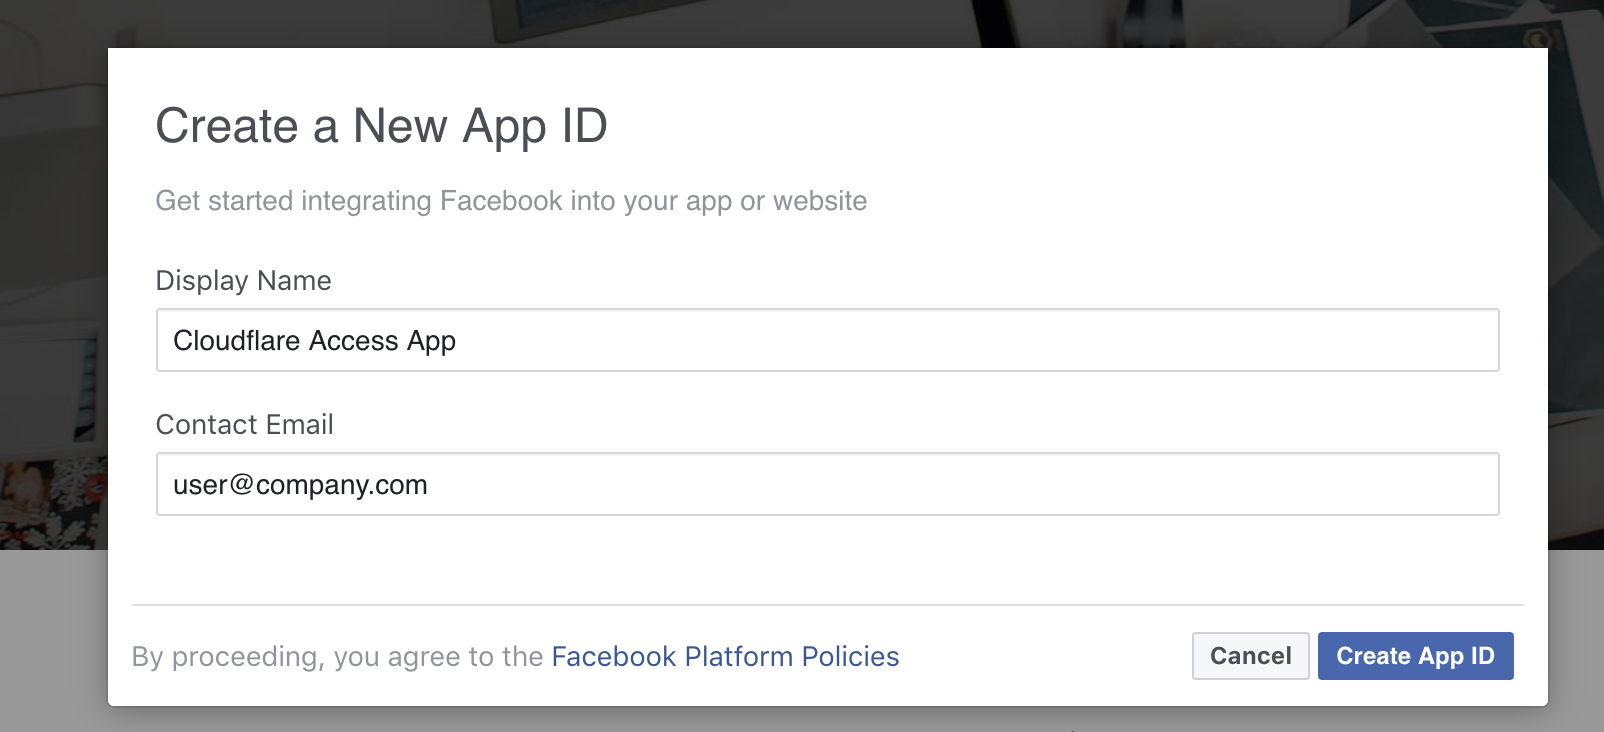 Create a New App ID
Get started integrating Facebook into your app or website
Display Name
Cloudflare Access App
Contact Email
user@company.com
By proceeding, you agree to the Facebook Platform Policies
Cancel
Create App ID